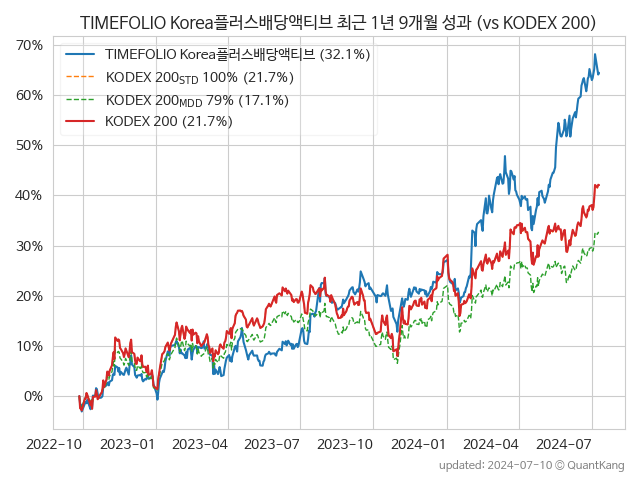 TIMEFOLIO Korea플러스배당액티브 최근 1년 9개월 성과 (vs KODEX 200)
70%
60%
50%
40%
30%
20%
10%
0%
TIMEFOLIO Korea플러스배당액티브 (32.1%)
KODEX 200STD 100% (21.7%)
KODEX 200MDD 79% (17.1%)
KODEX 200 (21.7%)
2022-10 2023-01 2023-04 2023-07 2023-10 2024-01 2024-04 2024-07
updated: 2024-07-10 © QuantKang